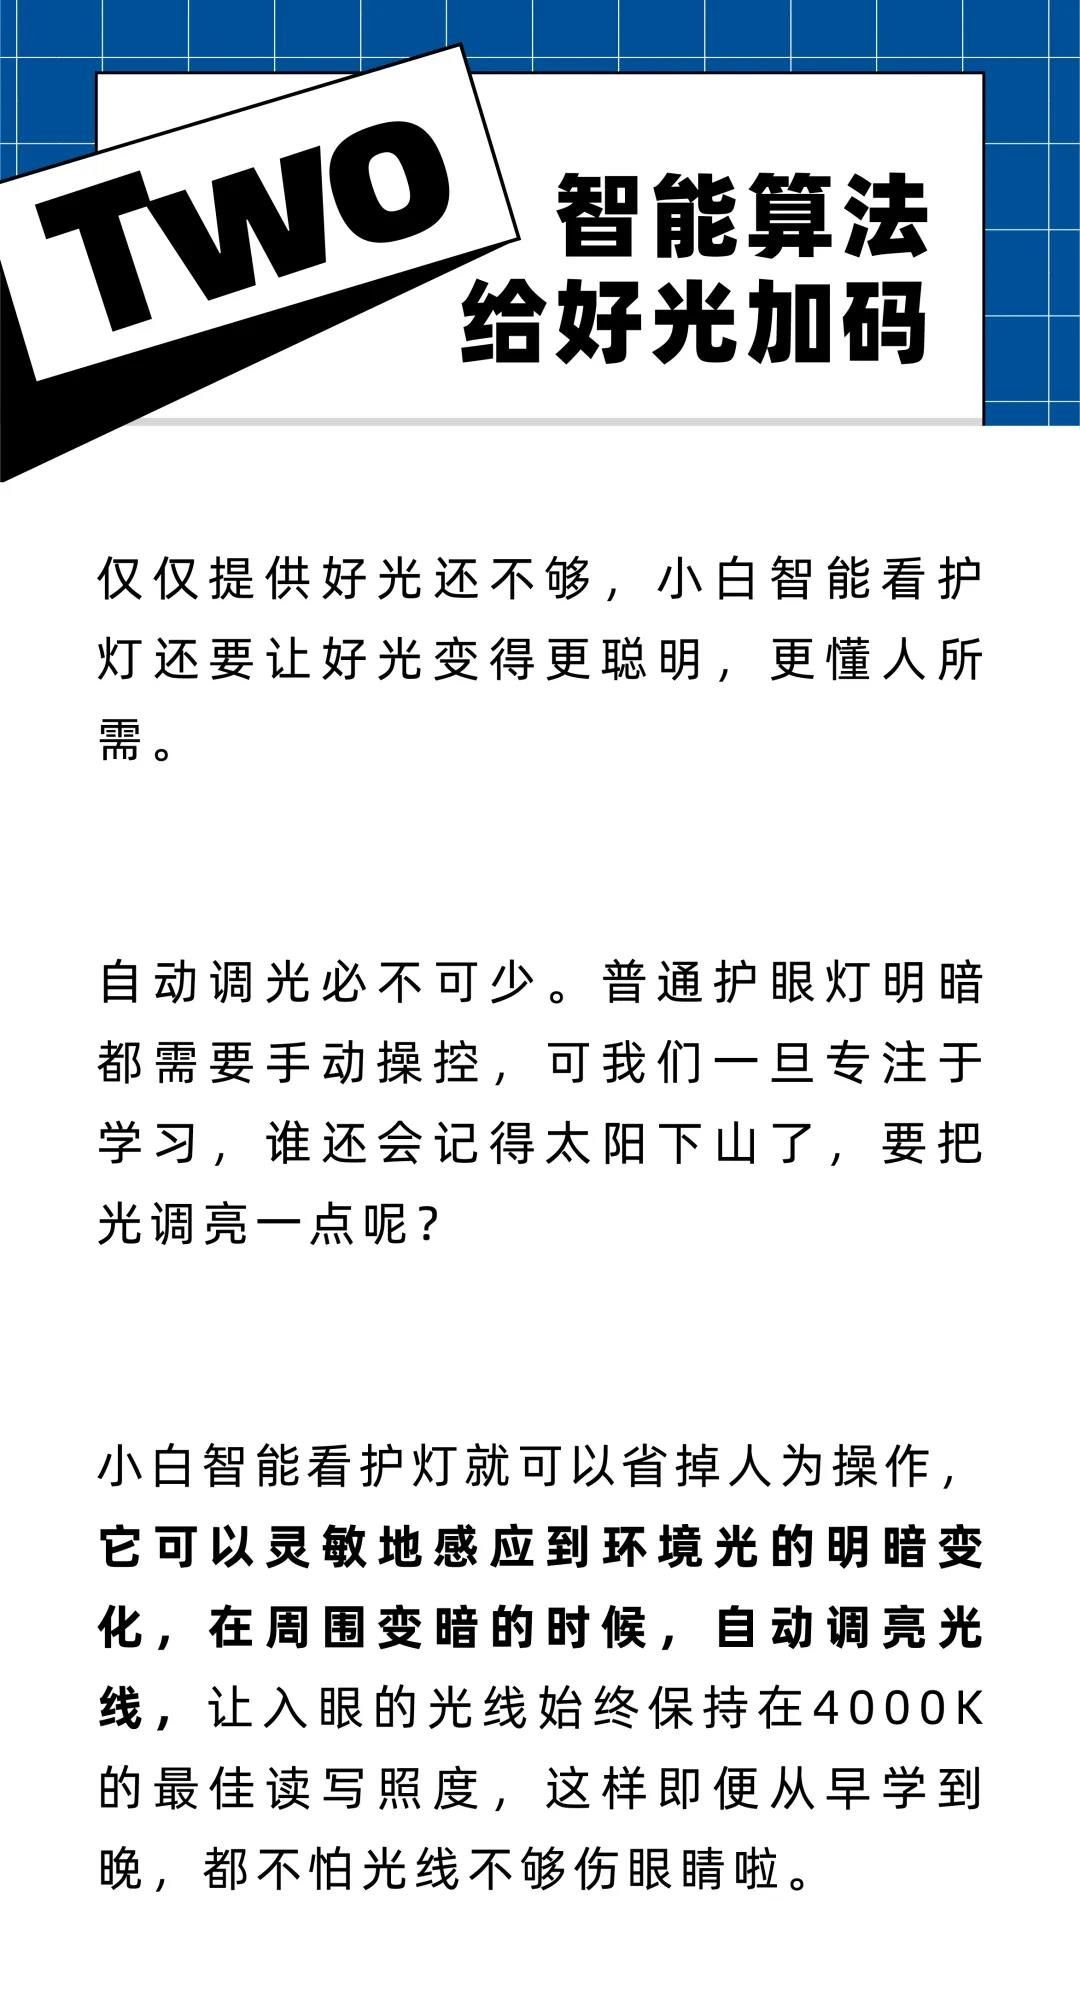 Two
智能算法
给好光加码
仅仅提供好光还不够，小白智能看护
灯还要让好光变得更聪明，更懂人所
需。
自动调光必不可少。普通护眼灯明暗
都需要手动操控，可我们一旦专注于
学习，谁还会记得太阳下山了，要把
光调亮一点呢？
小白智能看护灯就可以省掉人为操作，
它可以灵敏地感应到环境光的明暗变
化，在周围变暗的时候，自动调亮光
线，让入眼的光线始终保持在4000K
的最佳读写照度，这样即便从早学到
晚，都不怕光线不够伤眼睛啦。